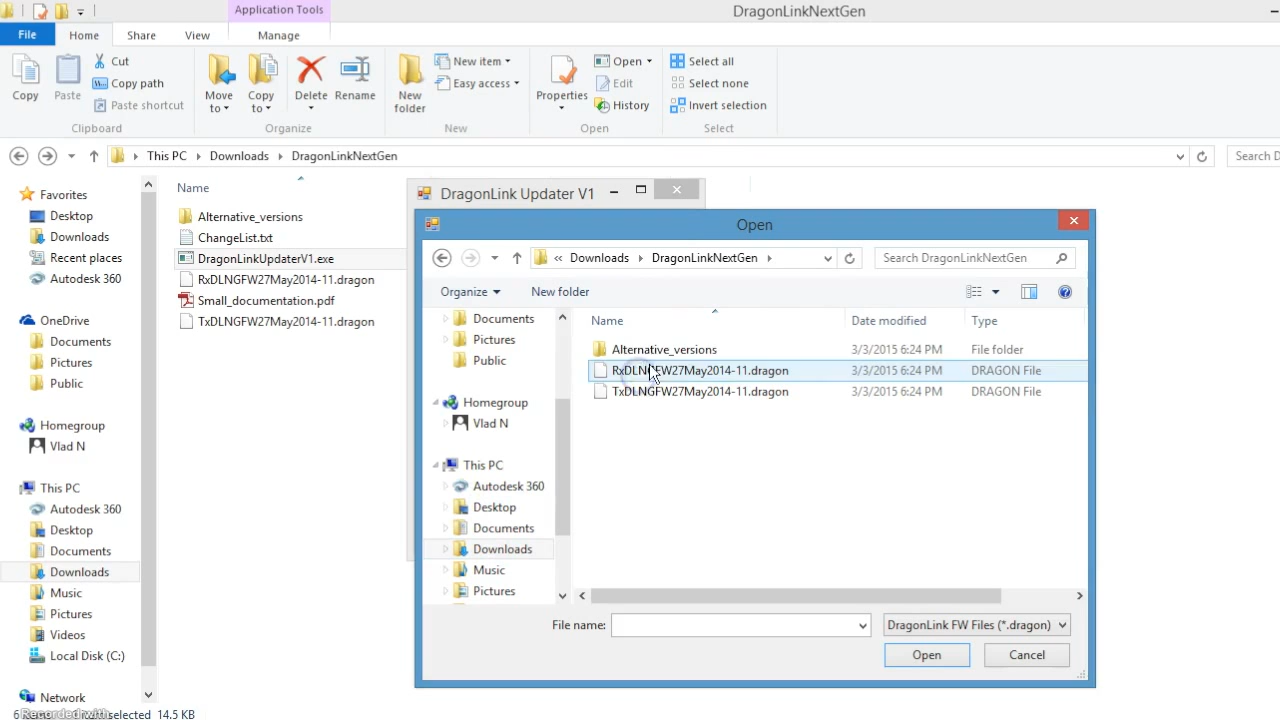 Application Tools
DragonLinkNextGen
File
Home
Share
View
Manage
Copy
Paste
Cut
Copy path
Paste shortcut
Clipboard
Move to
Copy to
Delete
Rename
Organize
New folder
New item
Easy access
New
Properties
Open
Edit
History
Open
Select all
Select none
Invert selection
Select
This PC
Downloads
DragonLinkNextGen
Search D
Favorites
Desktop
Downloads
Recent places
Autodesk 360
OneDrive
Documents
Pictures
Public
Homegroup
Vlad N
This PC
Autodesk 360
Desktop
Documents
Downloads
Music
Pictures
Videos
Local Disk (C:)
Network
Name
Alternative_versions
ChangeList.txt
DragonLinkUpdaterV1.exe
RxDLNGFW27May2014-11.dragon
Small_documentation.pdf
TxDLNGFW27May2014-11.dragon
DragonLink Updater V1
Open
« Downloads
DragonLinkNextGen
Search DragonLinkNextGen
Organize
New folder
Documents
Pictures
Public
Homegroup
Vlad N
This PC
Autodesk 360
Desktop
Documents
Downloads
Music
Pictures
Name
Date modified
Type
Alternative_versions 3/3/2015 6:24 PM File folder
RxDLNGFW27May2014-11.dragon 3/3/2015 6:24 PM DRAGON File
TxDLNGFW27May2014-11.dragon 3/3/2015 6:24 PM DRAGON File
File name:
DragonLink FW Files (*.dragon)
Open
Cancel
Recorded with
selected 14.5 KB